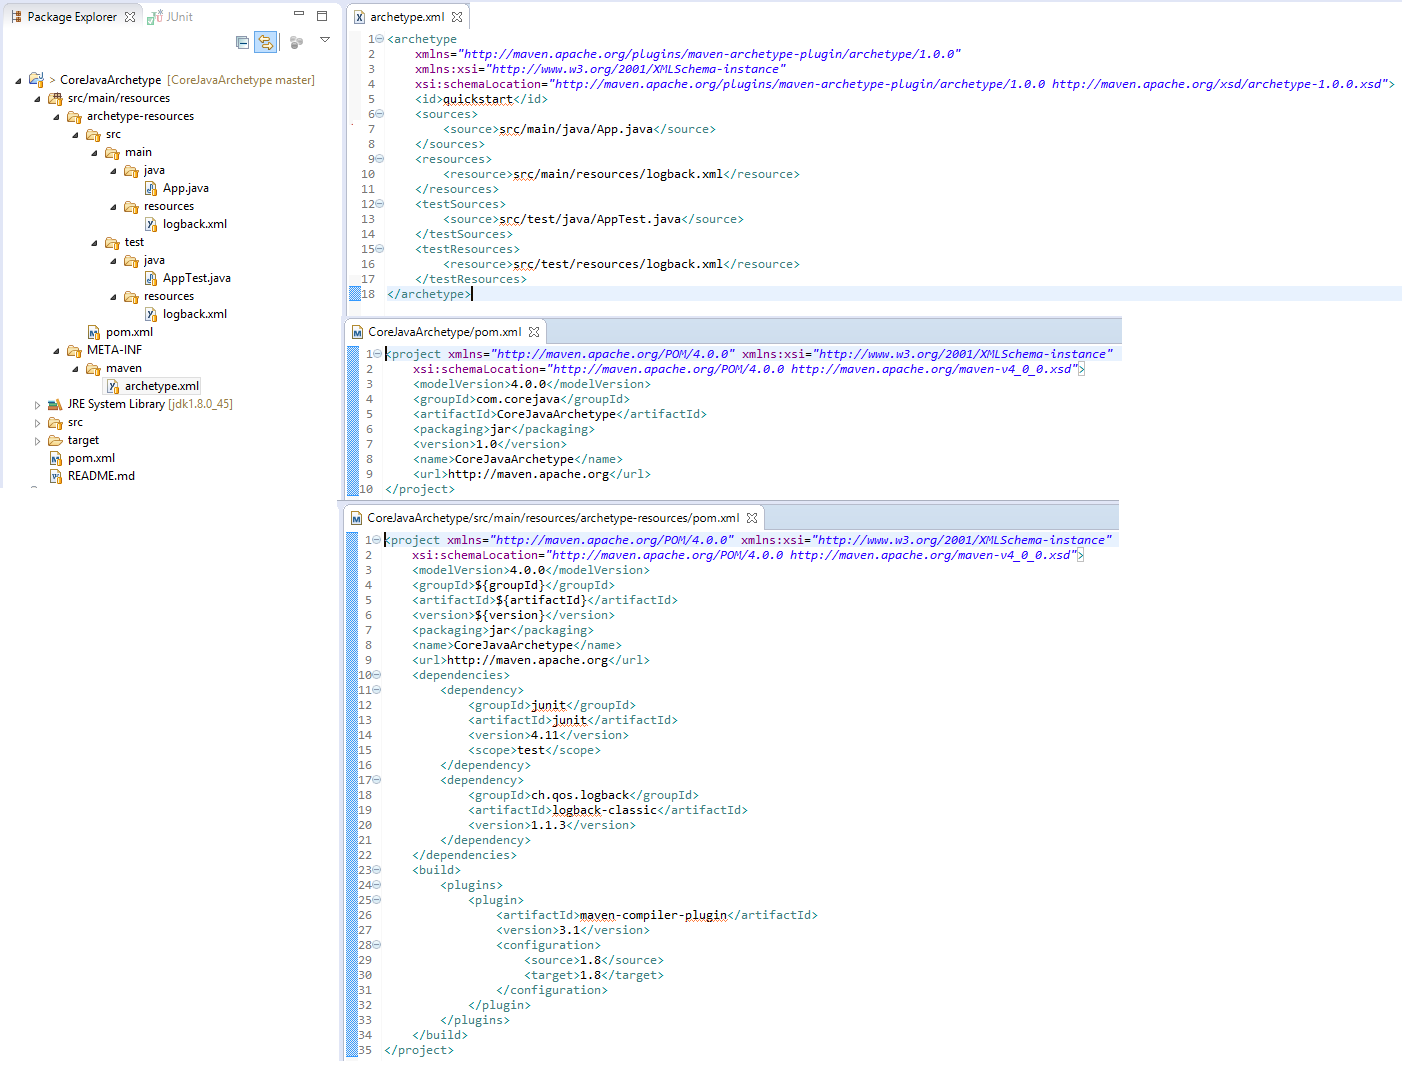 Package Explorer
JUnit
> CoreJavaArchetype [CoreJavaArchetype master]
src/main/resources
archetype-resources
src
main
java
App.java
resources
logback.xml
test
java
AppTest.java
resources
logback.xml
pom.xml
META-INF
maven
archetype.xml
JRE System Library [jdk1.8.0_45]
src
target
pom.xml
README.md
archetype.xml
1 <archetype
2 xmlns="http://maven.apache.org/plugins/maven-archetype-plugin/archetype/1.0.0"
3 xmlns:xsi="http://www.w3.org/2001/XMLSchema-instance"
4 xsi:schemaLocation="http://maven.apache.org/plugins/maven-archetype-plugin/archetype/1.0.0 http://maven.apache.org/xsd/archetype-1.0.0.xsd">
5 <id>quickstart</id>
6 <sources>
7 <source>src/main/java/App.java</source>
8 </sources>
9 <resources>
10 <resource>src/main/resources/logback.xml</resource>
11 </resources>
12 <testSources>
13 <source>src/test/java/AppTest.java</source>
14 </testSources>
15 <testResources>
16 <resource>src/test/resources/logback.xml</resource>
17 </testResources>
18 </archetype>
CoreJavaArchetype/pom.xml
1 <project xmlns="http://maven.apache.org/POM/4.0.0" xmlns:xsi="http://www.w3.org/2001/XMLSchema-instance"
2 xsi:schemaLocation="http://maven.apache.org/POM/4.0.0 http://maven.apache.org/maven-v4_0_0.xsd">
3 <modelVersion>4.0.0</modelVersion>
4 <groupId>com.corejava</groupId>
5 <artifactId>CoreJavaArchetype</artifactId>
6 <packaging>jar</packaging>
7 <version>1.0</version>
8 <name>CoreJavaArchetype</name>
9 <url>http://maven.apache.org</url>
10 </project>
CoreJavaArchetype/src/main/resources/archetype-resources/pom.xml
1 <project xmlns="http://maven.apache.org/POM/4.0.0" xmlns:xsi="http://www.w3.org/2001/XMLSchema-instance"
2 xsi:schemaLocation="http://maven.apache.org/POM/4.0.0 http://maven.apache.org/maven-v4_0_0.xsd">
3 <modelVersion>4.0.0</modelVersion>
4 <groupId>${groupId}</groupId>
5 <artifactId>${artifactId}</artifactId>
6 <version>${version}</version>
7 <packaging>jar</packaging>
8 <name>CoreJavaArchetype</name>
9 <url>http://maven.apache.org</url>
10 <dependencies>
11 <dependency>
12 <groupId>junit</groupId>
13 <artifactId>junit</artifactId>
14 <version>4.11</version>
15 <scope>test</scope>
16 </dependency>
17 <dependency>
18 <groupId>ch.qos.logback</groupId>
19 <artifactId>logback-classic</artifactId>
20 <version>1.1.3</version>
21 </dependency>
22 </dependencies>
23 <build>
24 <plugins>
25 <plugin>
26 <artifactId>maven-compiler-plugin</artifactId>
27 <version>3.1</version>
28 <configuration>
29 <source>1.8</source>
30 <target>1.8</target>
31 </configuration>
32 </plugin>
33 </plugins>
34 </build>
35 </project>